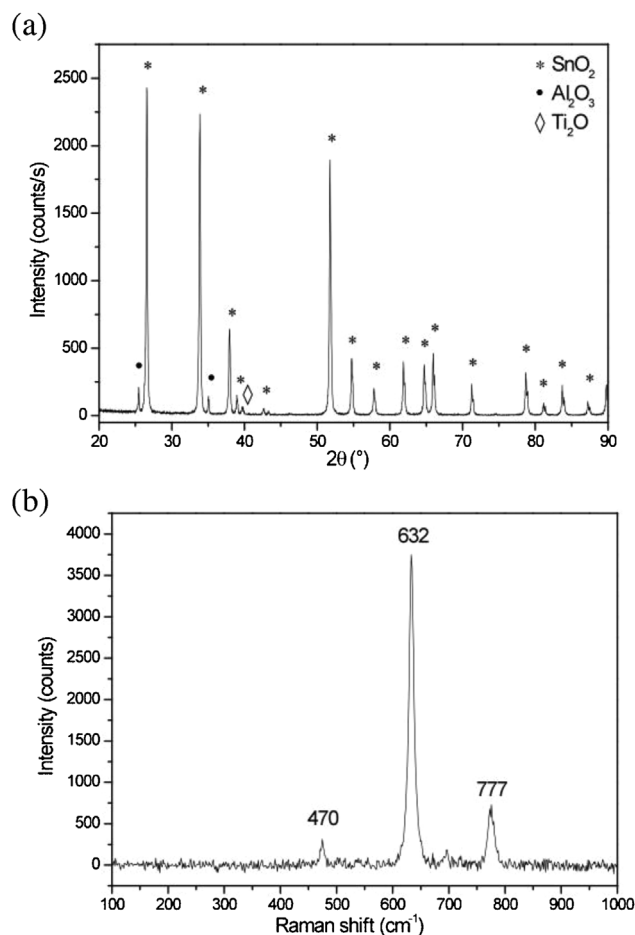 (a)
* SnO₂
• Al₂O₃
◊ Ti₂O
Intensity (counts/s)
2500
2000
1500
1000
500
0
20 30 40 50 60 70 80 90
2θ (°)
(b)
Intensity (counts)
4000
3500
3000
2500
2000
1500
1000
500
0
632
777
470
100 200 300 400 500 600 700 800 900 1000
Raman shift (cm⁻¹)